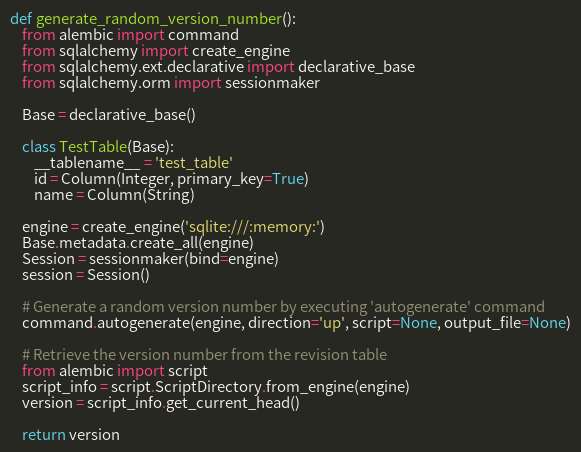 def generate_random_version_number():
    from alembic import command
    from sqlalchemy import create_engine
    from sqlalchemy.ext.declarative import declarative_base
    from sqlalchemy.orm import sessionmaker

    Base = declarative_base()

    class TestTable(Base):
        __tablename__ = 'test_table'
        id = Column(Integer, primary_key=True)
        name = Column(String)

    engine = create_engine('sqlite:///:memory:')
    Base.metadata.create_all(engine)
    Session = sessionmaker(bind=engine)
    session = Session()

    # Generate a random version number by executing 'autogenerate' command
    command.autogenerate(engine, direction='up', script=None, output_file=None)

    # Retrieve the version number from the revision table
    from alembic import script
    script_info = script.ScriptDirectory.from_engine(engine)
    version = script_info.get_current_head()

    return version